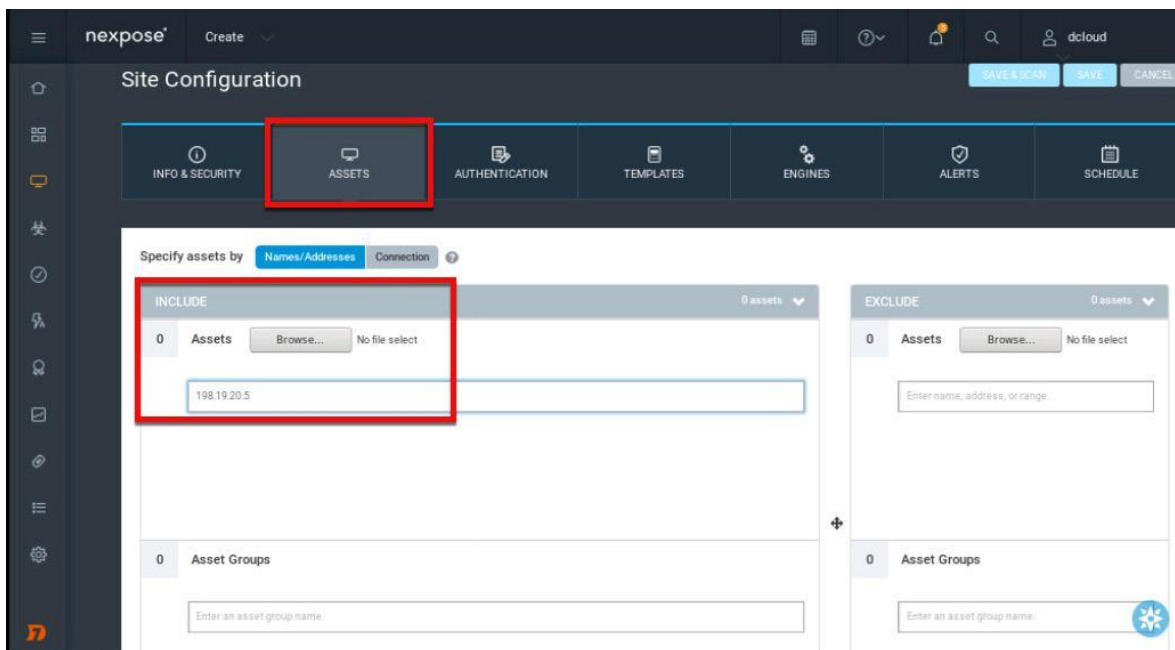 nexpose® Create dcloud
Site Configuration SAVE & SCAN SAVE CANCEL
INFO & SECURITY ASSETS AUTHENTICATION TEMPLATES ENGINES ALERTS SCHEDULE
Specify assets by Names/Addresses Connection
INCLUDE 0 assets EXCLUDE 0 assets
0 Assets Browse... No file select 0 Assets Browse... No file select
198.19.20.5 Enter name, address, or range.
0 Asset Groups 0 Asset Groups
Enter an asset group name. Enter an asset group name.